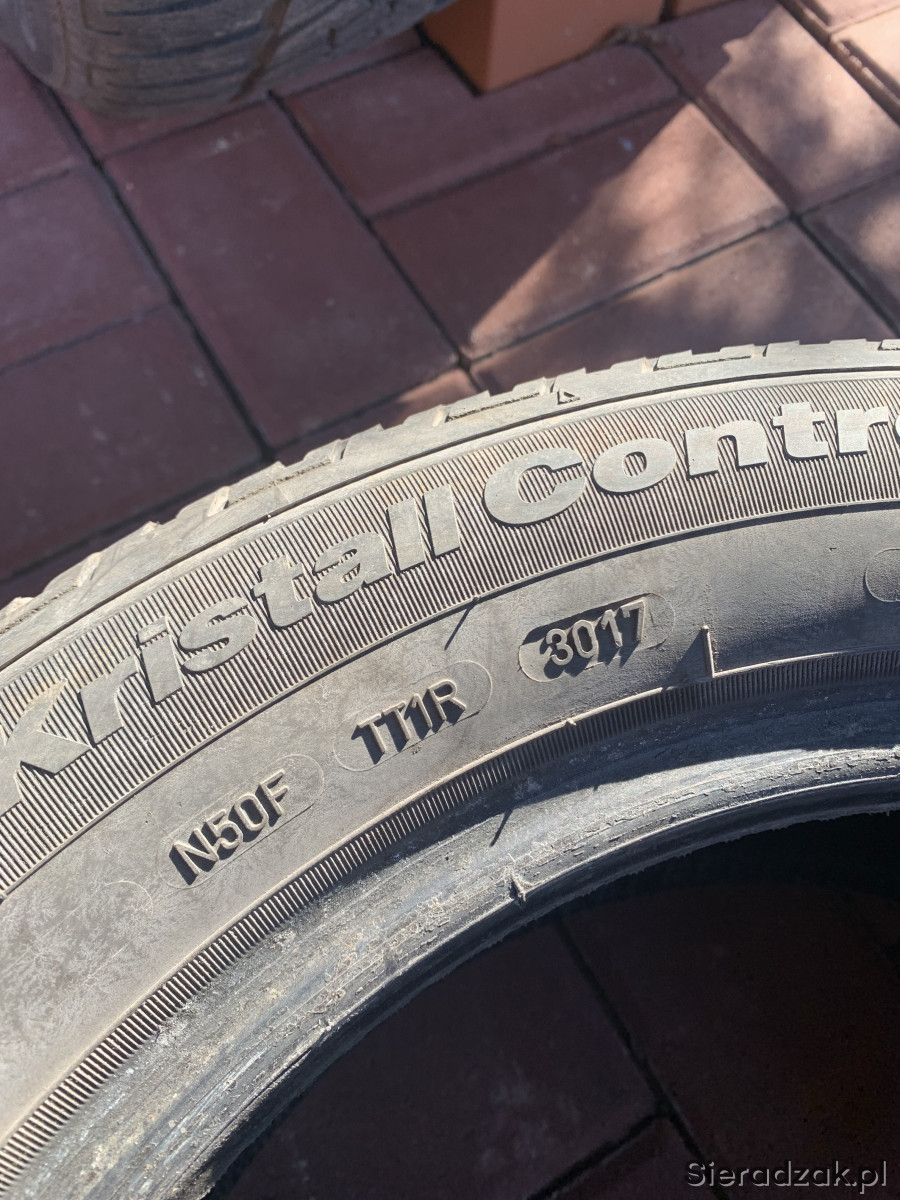 Kristall Contr
N50F TT1R 3017
Sieradzak.pl